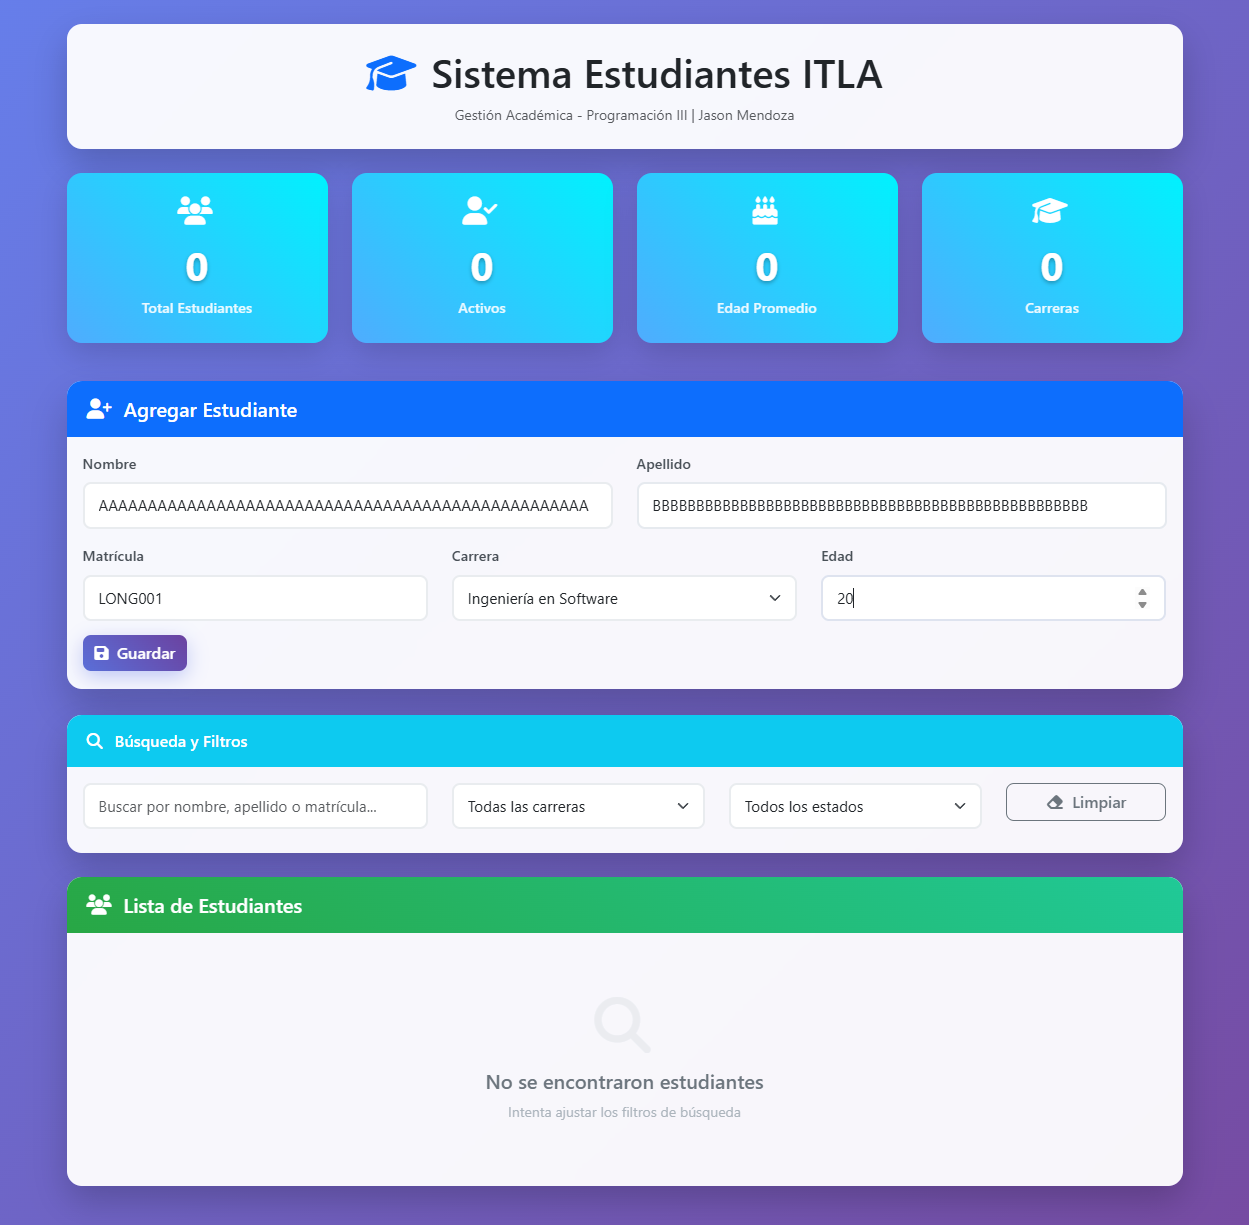 Sistema Estudiantes ITLA
Gestión Académica - Programación III | Jason Mendoza
0
Total Estudiantes
0
Activos
0
Edad Promedio
0
Carreras
Agregar Estudiante
Nombre
Apellido
AAAAAAAAAAAAAAAAAAAAAAAAAAAAAAAAAAAAAAAAAAAAAAAAAA
BBBBBBBBBBBBBBBBBBBBBBBBBBBBBBBBBBBBBBBBBBBBBBBBBB
Matrícula
Carrera
Edad
LONG001
Ingeniería en Software
20
Guardar
Búsqueda y Filtros
Buscar por nombre, apellido o matrícula...
Todas las carreras
Todos los estados
Limpiar
Lista de Estudiantes
No se encontraron estudiantes
Intenta ajustar los filtros de búsqueda